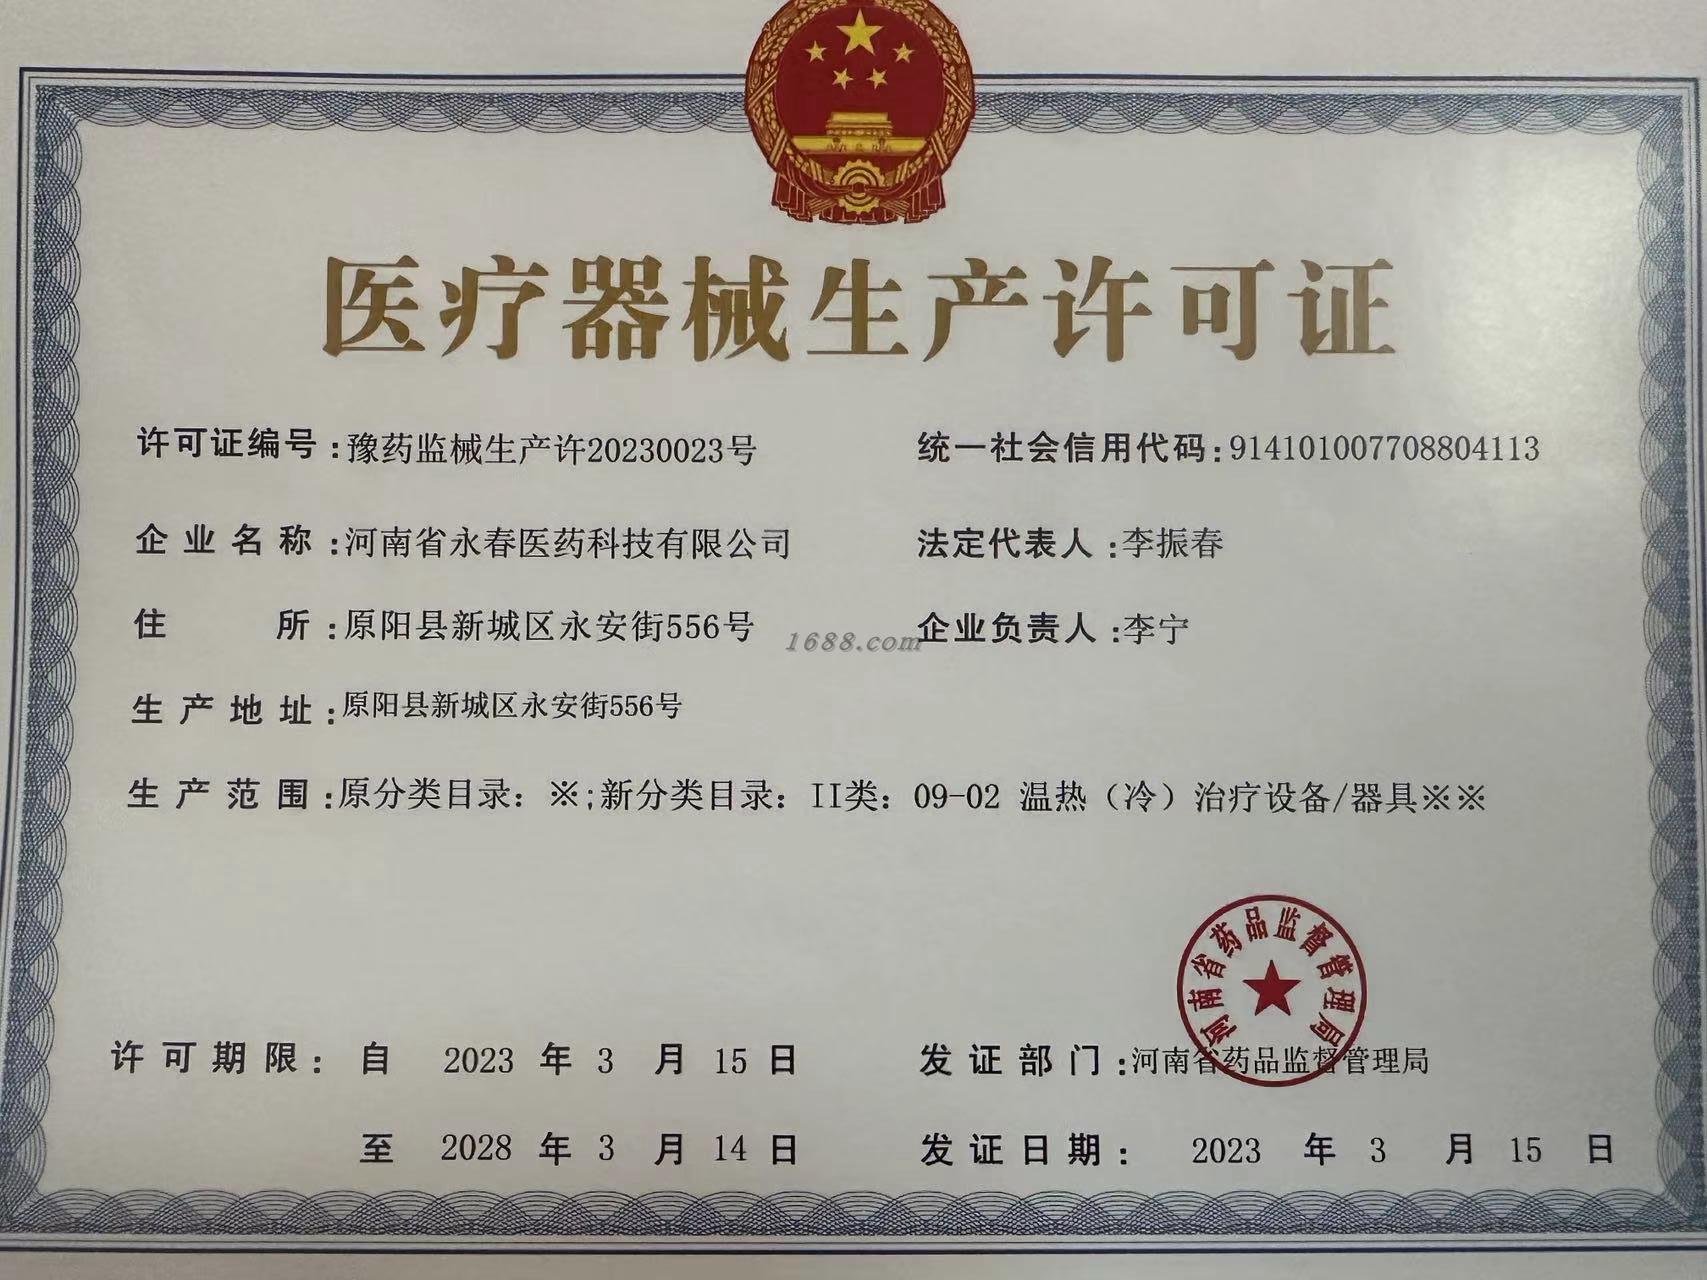 医疗器械生产许可证
许可证编号:豫药监械生产许20230023号
统一社会信用代码:914101007708804113
企业名称:河南省永春医药科技有限公司
法定代表人:李振春
住所:原阳县新城区永安街556号
企业负责人:李宁
1688.com
生产地址:原阳县新城区永安街556号
生产范围:原分类目录：※;新分类目录：II类：09-02 温热（冷）治疗设备/器具※※
河南省药品监督管理局
许可期限：自 2023 年 3 月 15 日
发证部门:河南省药品监督管理局
至 2028 年 3 月 14 日
发证日期：2023 年 3 月 15 日